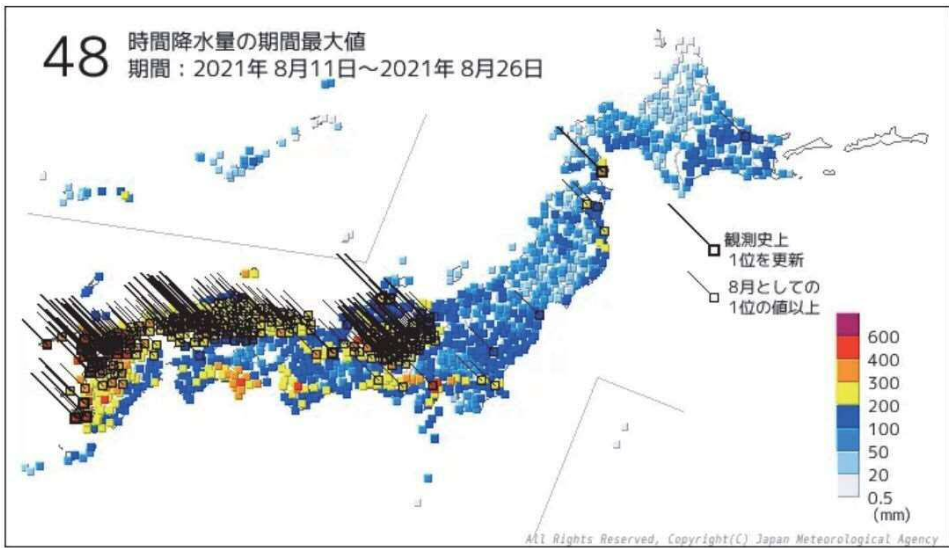 48 時間降水量の期間最大値
期間：2021年 8月11日～2021年 8月26日
観測史上
1位を更新
8月としての
1位の値以上
600
400
300
200
100
50
20
0.5
(mm)
All Rights Reserved, Copyright(C) Japan Meteorological Agency